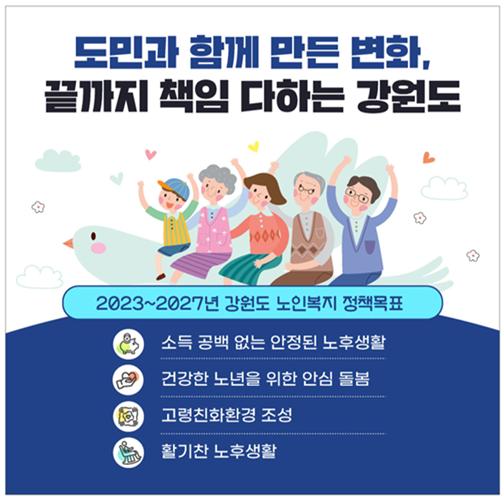 도민과 함께 만든 변화,
끝까지 책임 다하는 강원도
2023~2027년 강원도 노인복지 정책목표
소득 공백 없는 안정된 노후생활
건강한 노년을 위한 안심 돌봄
고령친화환경 조성
활기찬 노후생활